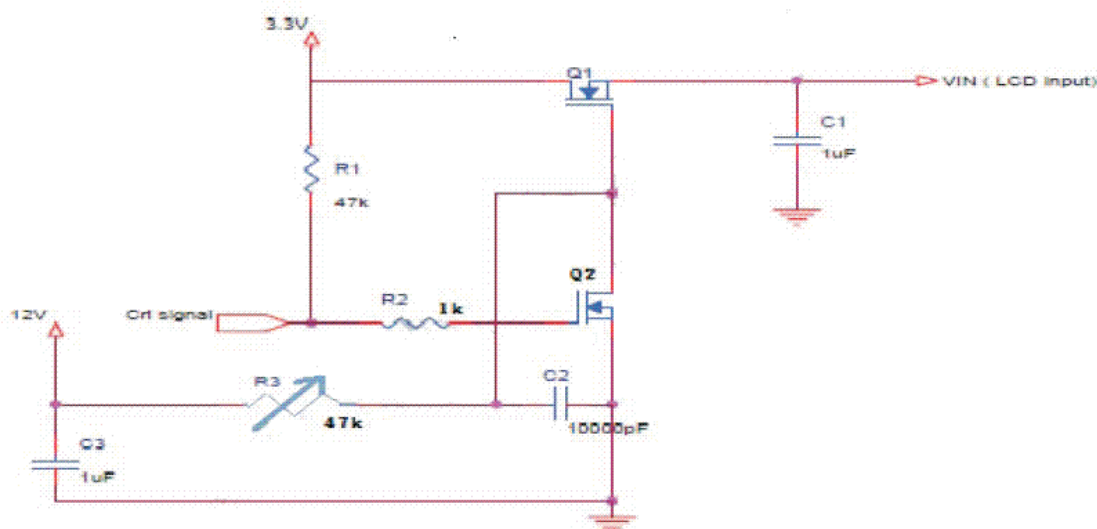 3.3V
Q1
VIN ( LCD Input)
C1
1uF
R1
47k
Q2
R2
1k
12V
Crl signal
R3
47k
C2
10000pF
C3
1uF